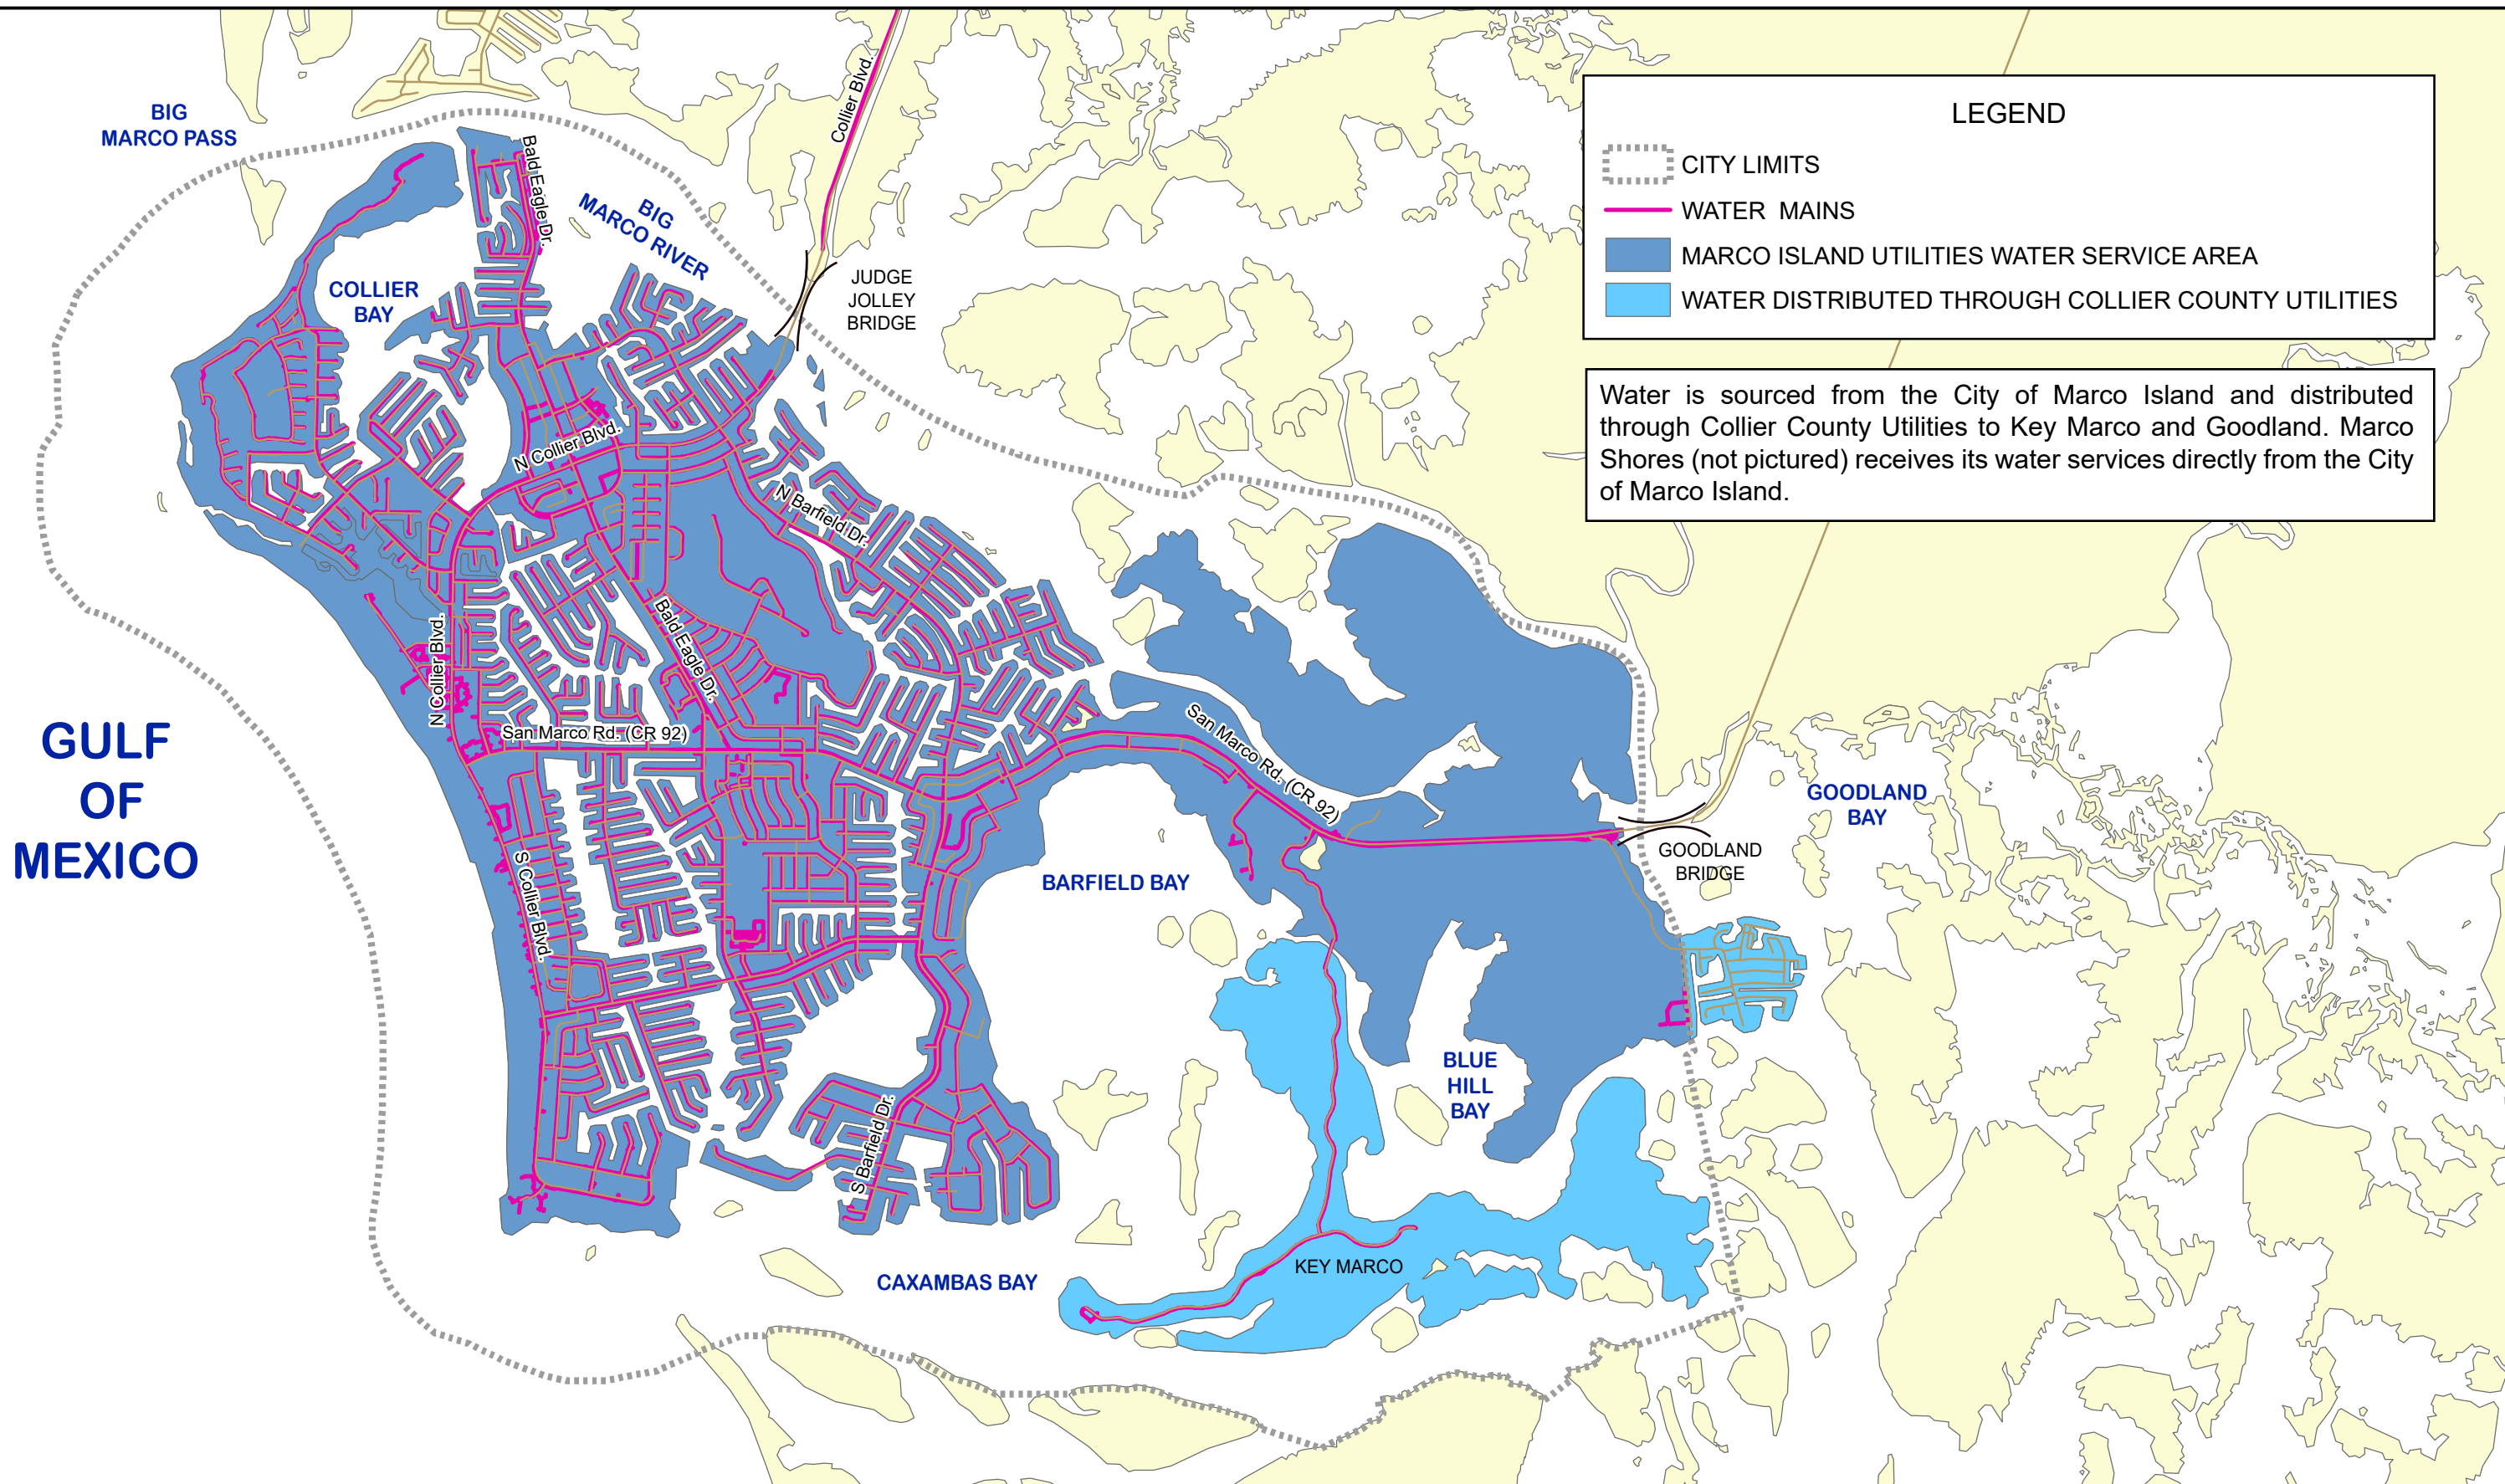 BIG
MARCO PASS
Collier Blvd.
Bald Eagle Dr.
BIG
MARCO RIVER
COLLIER
BAY
JUDGE
JOLLEY
BRIDGE
LEGEND
CITY LIMITS
WATER MAINS
MARCO ISLAND UTILITIES WATER SERVICE AREA
WATER DISTRIBUTED THROUGH COLLIER COUNTY UTILITIES
Water is sourced from the City of Marco Island and distributed
through Collier County Utilities to Key Marco and Goodland. Marco
Shores (not pictured) receives its water services directly from the City
of Marco Island.
N Collier Blvd.
N Barfield Dr.
N Collier Blvd.
Bald Eagle Dr.
San Marco Rd. (CR 92)
San Marco Rd. (CR 92)
GULF
OF
MEXICO
GOODLAND
BAY
GOODLAND
BRIDGE
S Collier Blvd.
BARFIELD BAY
BLUE
HILL
BAY
S Barfield Dr.
KEY MARCO
CAXAMBAS BAY